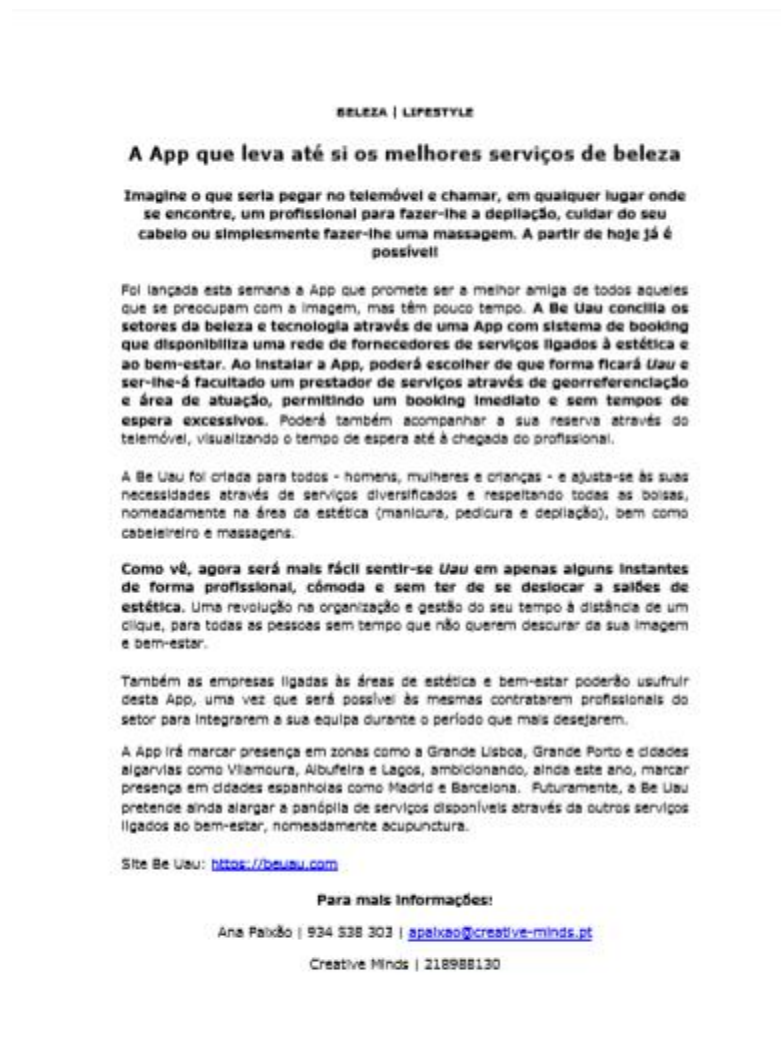 BELEZA | LIFESTYLE
A App que leva até si os melhores serviços de beleza
Imagine o que seria pegar no telemóvel e chamar, em qualquer lugar onde
se encontre, um profissional para fazer-lhe a depilação, cuidar do seu
cabelo ou simplesmente fazer-lhe uma massagem. A partir de hoje já é
possível!
Foi lançada esta semana a App que promete ser a melhor amiga de todos aqueles
que se preocupam com a imagem, mas têm pouco tempo. A Be Uau concilia os
setores da beleza e tecnologia através de uma App com sistema de booking
que disponibiliza uma rede de fornecedores de serviços ligados à estética e
ao bem-estar. Ao instalar a App, poderá escolher de que forma ficará Uau e
ser-lhe-á facultado um prestador de serviços através de georreferenciação
e área de atuação, permitindo um booking imediato e sem tempos de
espera excessivos. Poderá também acompanhar a sua reserva através do
telemóvel, visualizando o tempo de espera até à chegada do profissional.
A Be Uau foi criada para todos - homens, mulheres e crianças - e ajusta-se às suas
necessidades através de serviços diversificados e respeitando todas as bolsas,
nomeadamente na área da estética (manicura, pedicura e depilação), bem como
cabeleireiro e massagens.
Como vê, agora será mais fácil sentir-se Uau em apenas alguns instantes
de forma profissional, cómoda e sem ter de se deslocar a salões de
estética. Uma revolução na organização e gestão do seu tempo à distância de um
clique, para todas as pessoas sem tempo que não querem descurar da sua imagem
e bem-estar.
Também as empresas ligadas às áreas de estética e bem-estar poderão usufruir
desta App, uma vez que será possível às mesmas contratarem profissionais do
setor para integrarem a sua equipa durante o período que mais desejarem.
A App irá marcar presença em zonas como a Grande Lisboa, Grande Porto e cidades
algarvias como Vilamoura, Albufeira e Lagos, ambicionando, ainda este ano, marcar
presença em cidades espanholas como Madrid e Barcelona. Futuramente, a Be Uau
pretende ainda alargar a panóplia de serviços disponíveis através da outros serviços
ligados ao bem-estar, nomeadamente acupunctura.
Site Be Uau: https://beuau.com
Para mais informações:
Ana Paixão | 934 538 303 | apaixao@creative-minds.pt
Creative Minds | 218988130